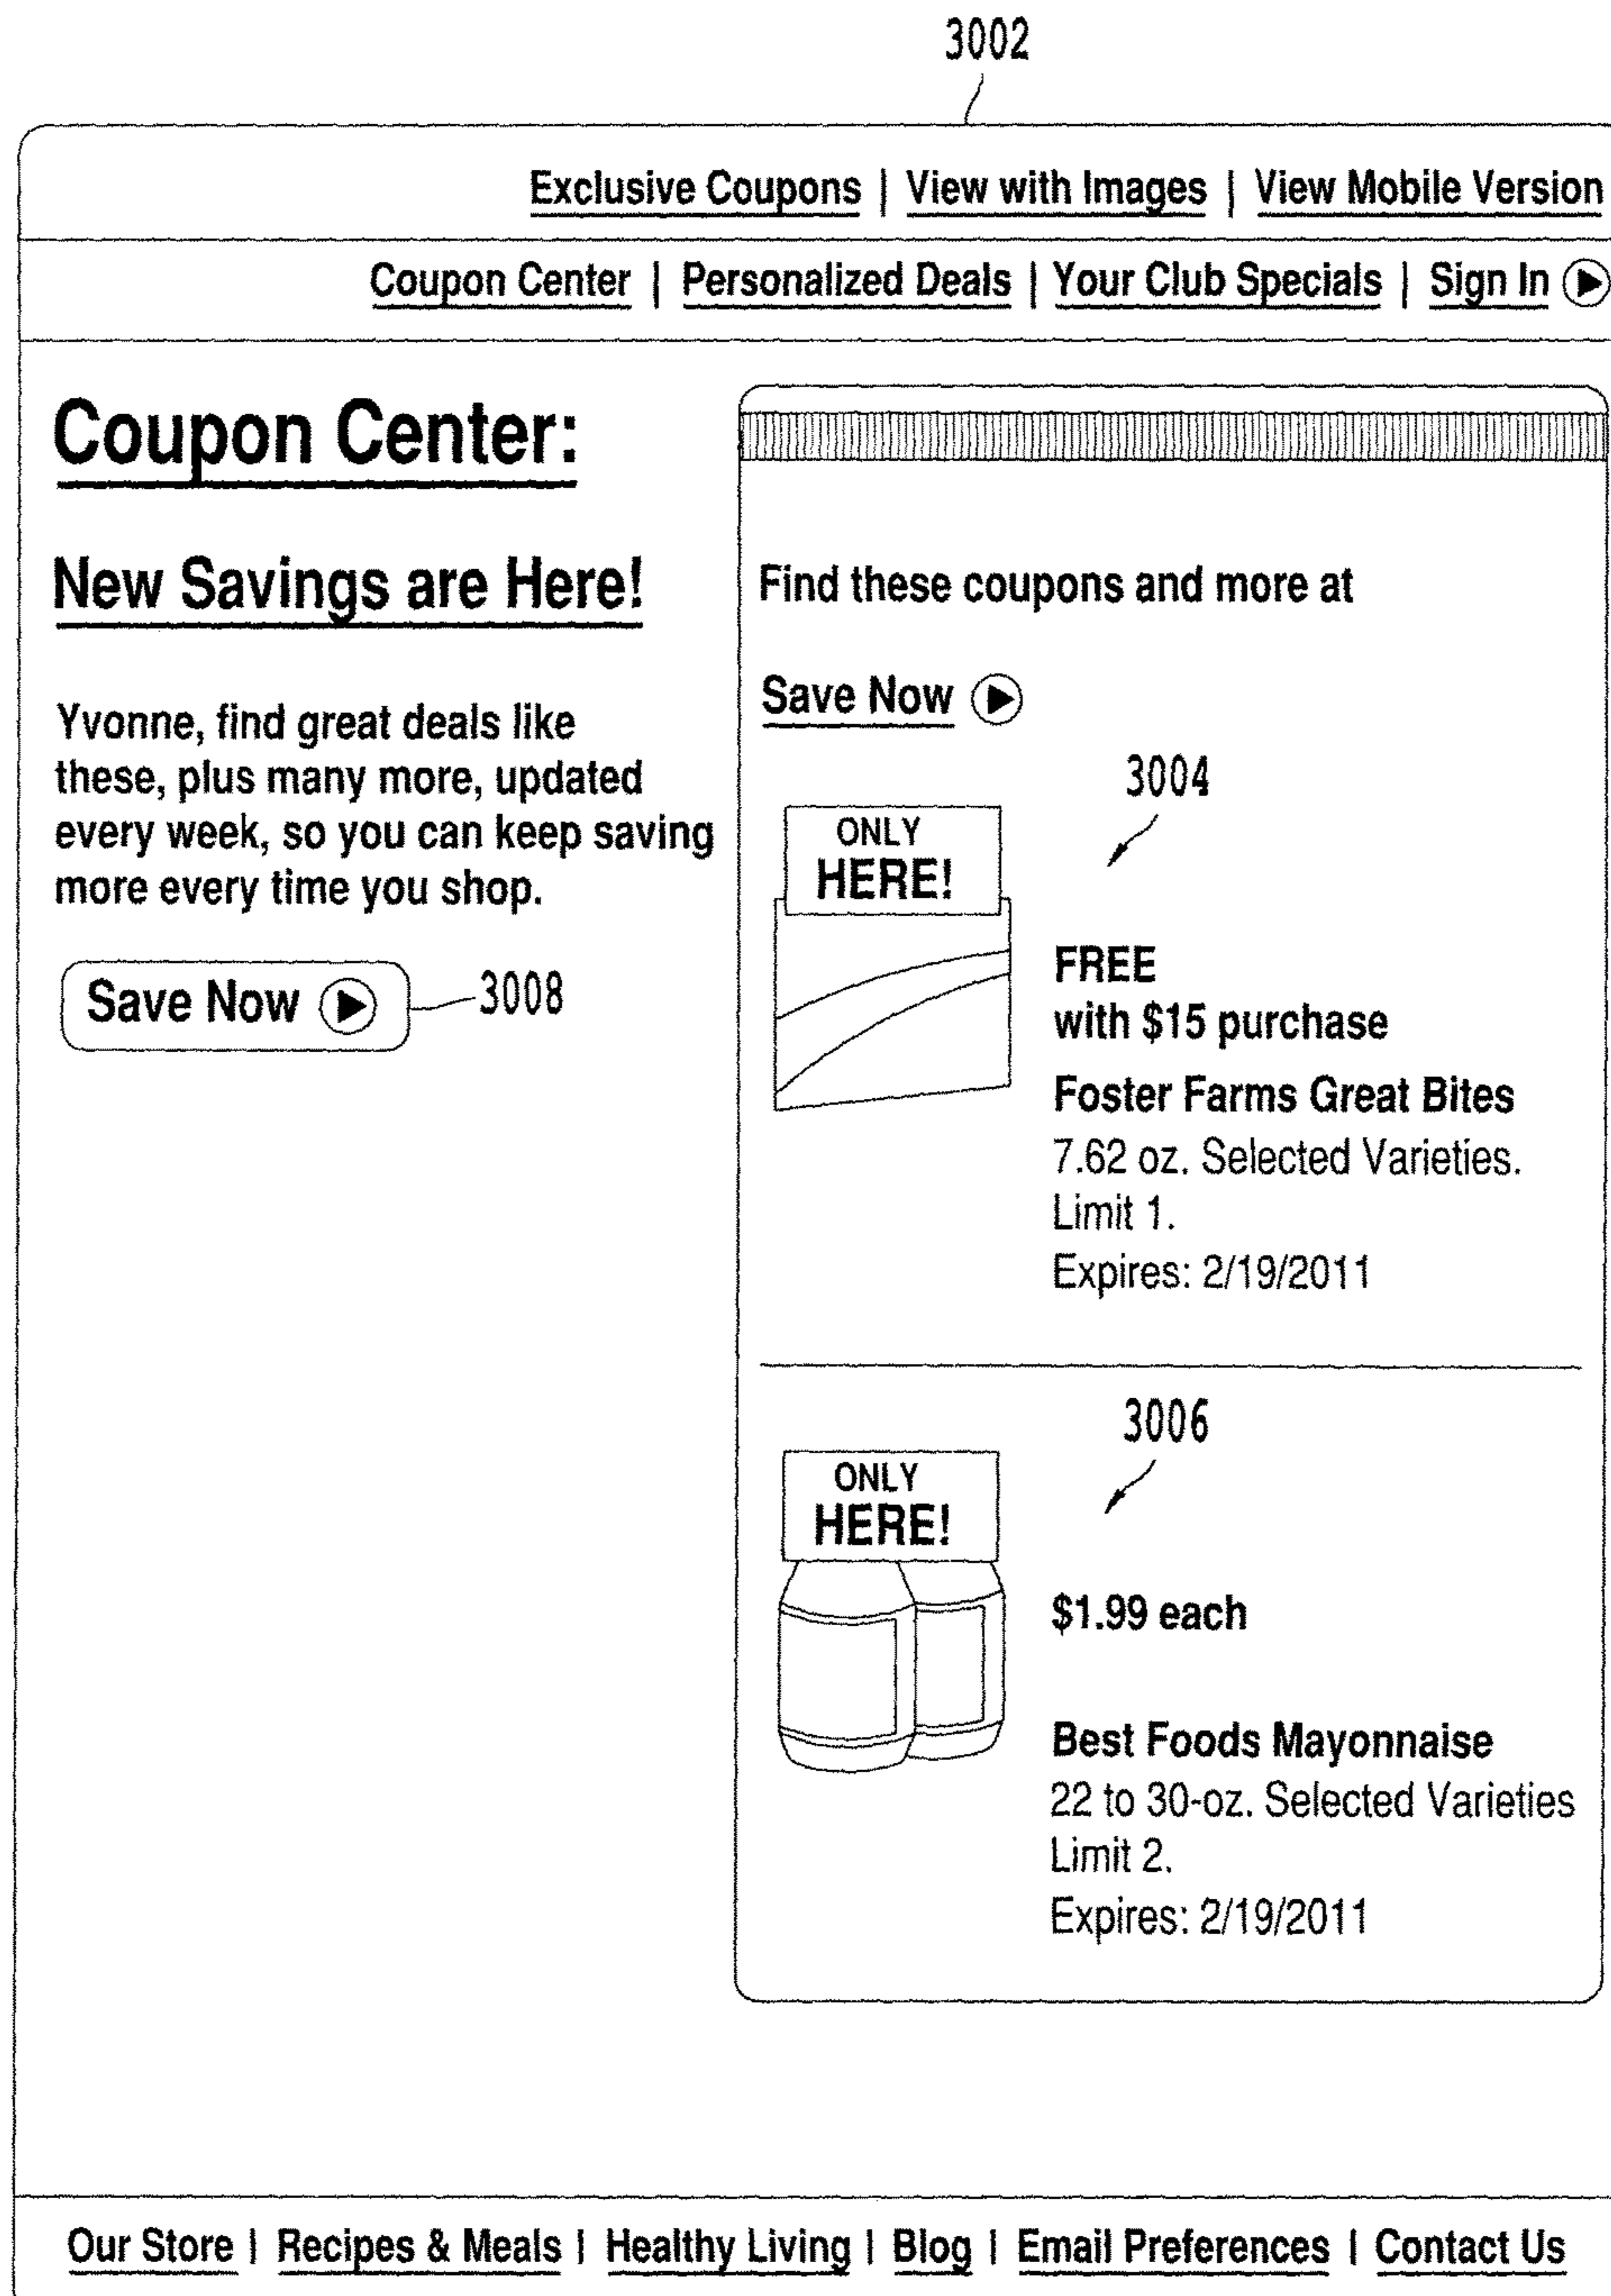 3002
Exclusive Coupons | View with Images | View Mobile Version
Coupon Center | Personalized Deals | Your Club Specials | Sign In
Coupon Center:
New Savings are Here!
Yvonne, find great deals like
these, plus many more, updated
every week, so you can keep saving
more every time you shop.
Save Now
3008
Find these coupons and more at
Save Now
3004
ONLY
HERE!
FREE
with $15 purchase
Foster Farms Great Bites
7.62 oz. Selected Varieties.
Limit 1.
Expires: 2/19/2011
3006
ONLY
HERE!
$1.99 each
Best Foods Mayonnaise
22 to 30-oz. Selected Varieties
Limit 2.
Expires: 2/19/2011
Our Store | Recipes & Meals | Healthy Living | Blog | Email Preferences | Contact Us